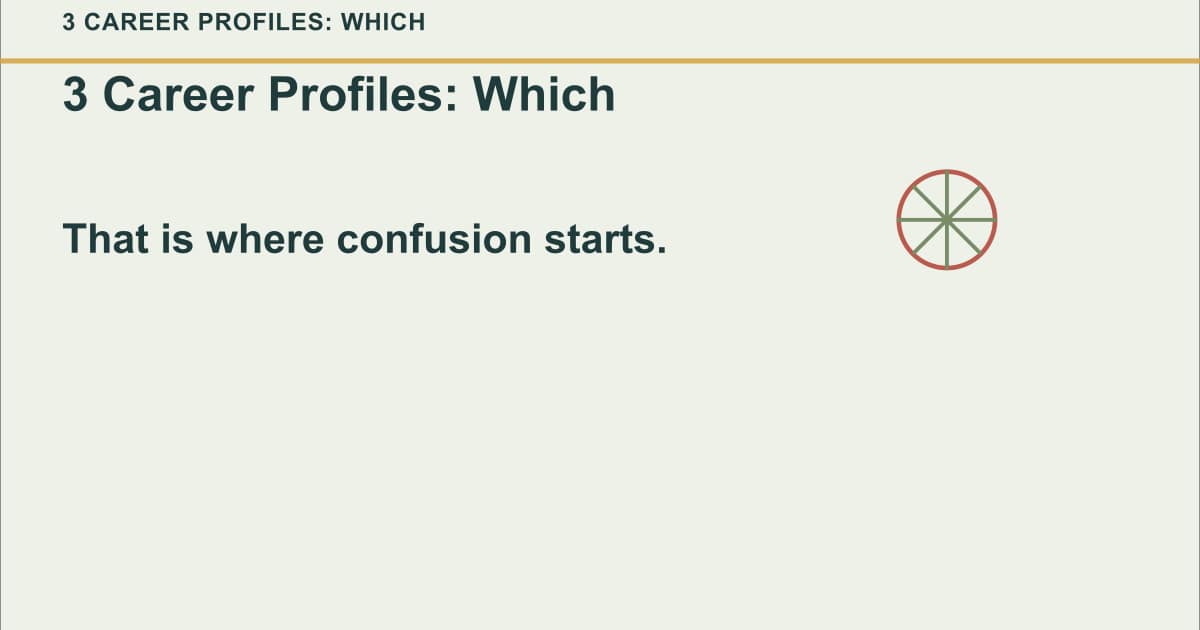 3 CAREER PROFILES: WHICH
3 Career Profiles: Which
That is where confusion starts.